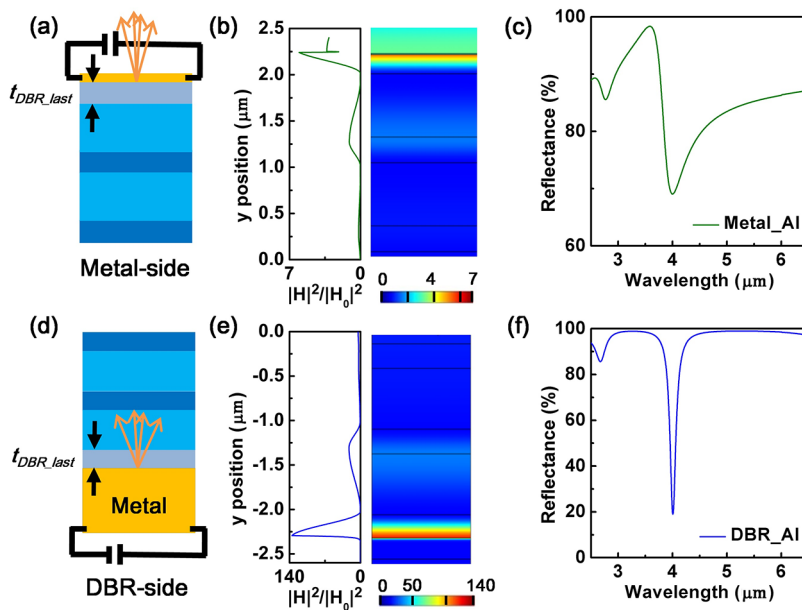 (a)
t_DBR_last
Metal-side
(b)
y position (μm)
2.5
2.0
1.5
1.0
0.5
0.0
7 0
|H|²/|H₀|²
0 4 7
(c)
Reflectance (%)
100
80
60
3 4 5 6
Wavelength (μm)
Metal_Al
(d)
t_DBR_last
Metal
DBR-side
(e)
y position (μm)
0.0
-0.5
-1.0
-1.5
-2.0
-2.5
140 0
|H|²/|H₀|²
0 50 140
(f)
Reflectance (%)
100
80
60
40
20
0
3 4 5 6
Wavelength (μm)
DBR_Al